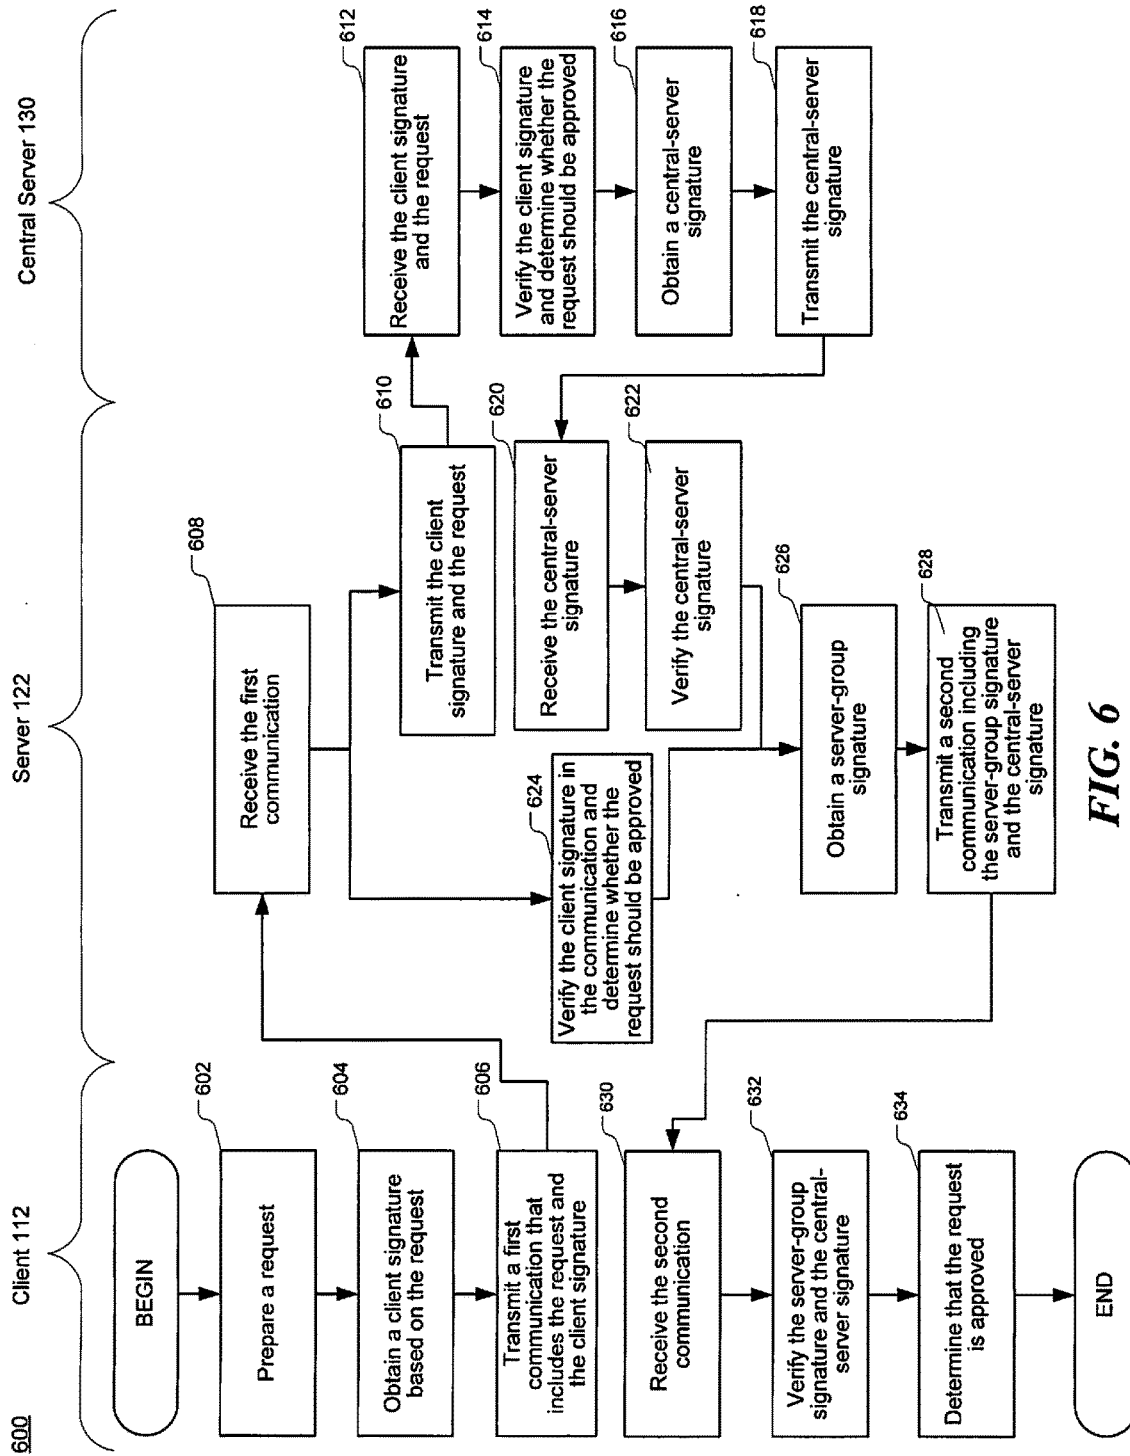 600
Client 112
Server 122
Central Server 130
BEGIN
602
Prepare a request
604
Obtain a client signature
based on the request
606
Transmit a first
communication that
includes the request and
the client signature
608
Receive the first
communication
610
Transmit the client
signature and the request
612
Receive the client signature
and the request
614
Verify the client signature
and determine whether the
request should be approved
616
Obtain a central-server
signature
618
Transmit the central-server
signature
620
Receive the central-server
signature
622
Verify the central-server
signature
624
Verify the client signature in
the communication and
determine whether the
request should be approved
626
Obtain a server-group
signature
628
Transmit a second
communication including
the server-group signature
and the central-server
signature
630
Receive the second
communication
632
Verify the server-group
signature and the central-
server signature
634
Determine that the request
is approved
END
FIG. 6